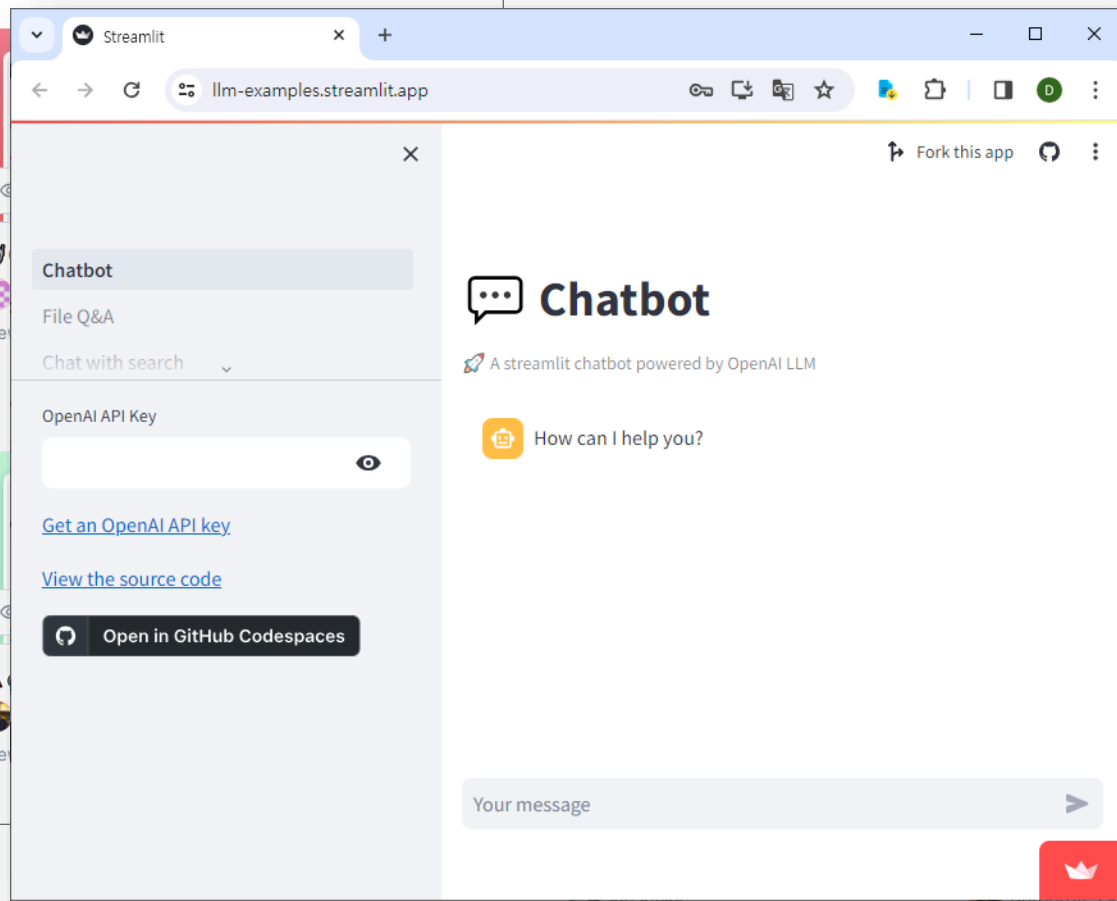 Streamlit
llm-examples.streamlit.app
D
Fork this app
Chatbot
File Q&A
Chat with search
OpenAI API Key
Get an OpenAI API key
View the source code
Open in GitHub Codespaces
Chatbot
A streamlit chatbot powered by OpenAI LLM
How can I help you?
Your message